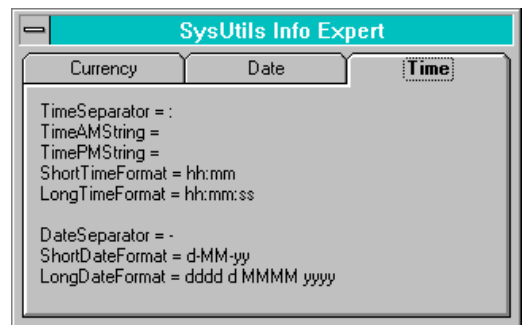 SysUtils Info Expert
Currency Date Time
TimeSeparator = :
TimeAMString =
TimePMString =
ShortTimeFormat = hh:mm
LongTimeFormat = hh:mm:ss
DateSeparator = -
ShortDateFormat = d-MM-yy
LongDateFormat = dddd d MMMM yyyy